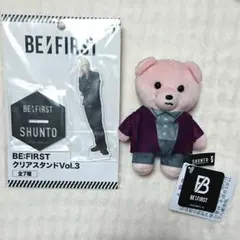 BE:FIRST
BE:FIRST
SHUNTO
BE:FIRST
クリアスタンドVol.3
全7種
SHUNTO
BE:FIRST